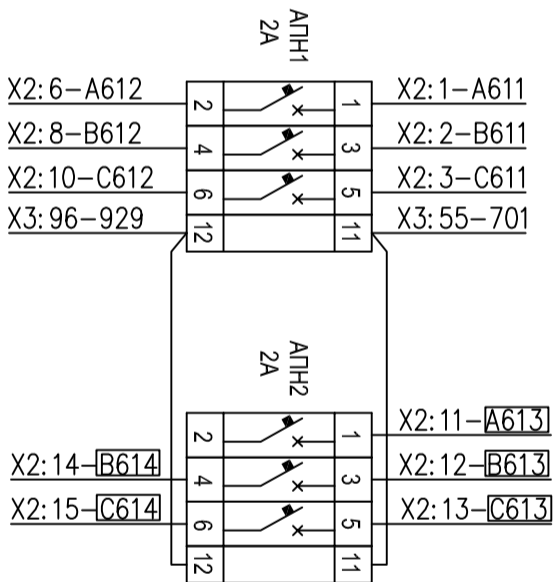 АПН1
2А
X2:6-A612 2 1 X2:1-A611
X2:8-B612 4 3 X2:2-B611
X2:10-C612 6 5 X2:3-C611
X3:96-929 12 11 X3:55-701
АПН2
2А
2 1 X2:11-A613
X2:14-B614 4 3 X2:12-B613
X2:15-C614 6 5 X2:13-C613
12 11